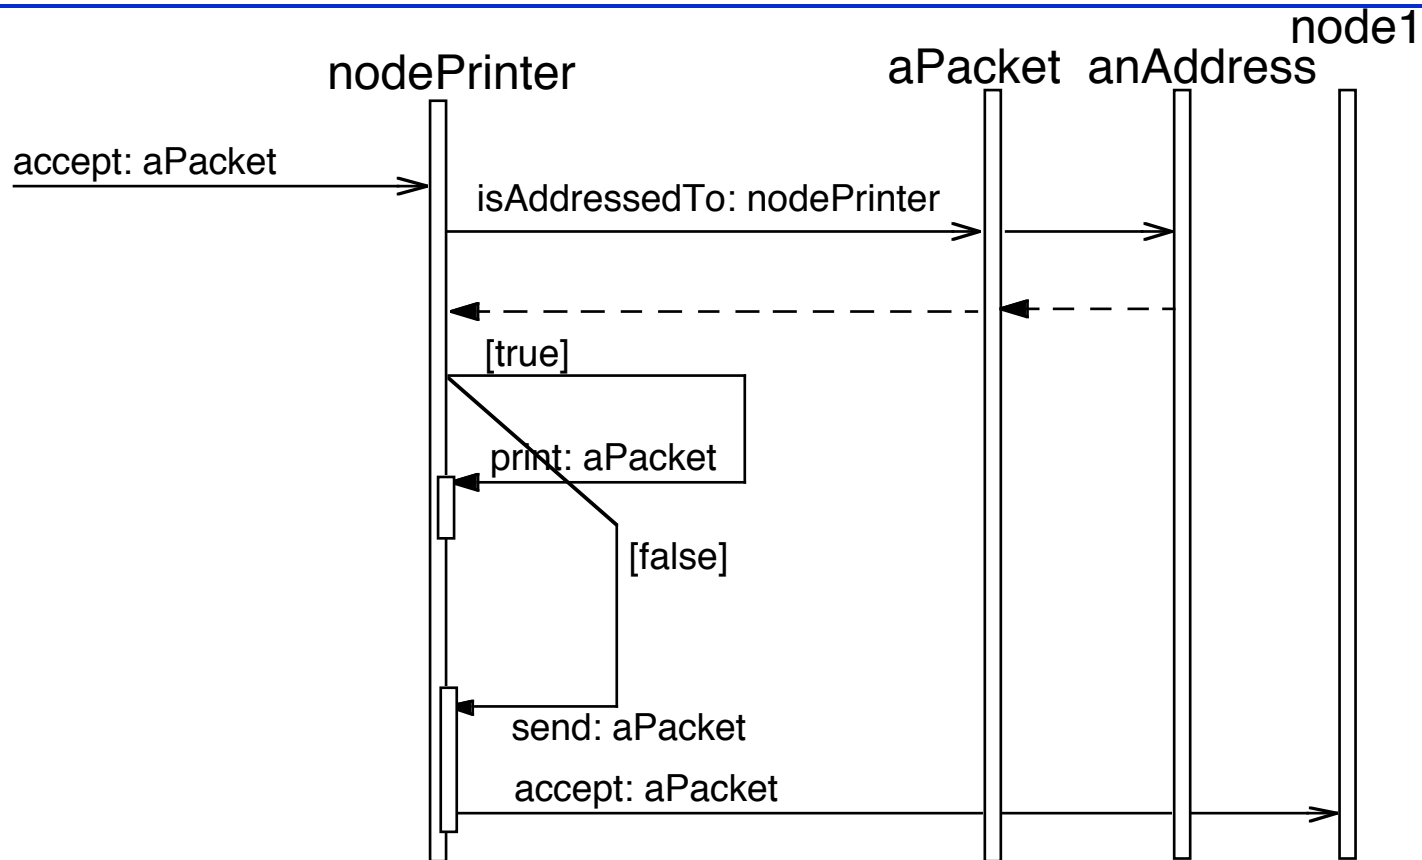 node1
nodePrinter
aPacket
anAddress
accept: aPacket
isAddressedTo: nodePrinter
[true]
print: aPacket
[false]
send: aPacket
accept: aPacket